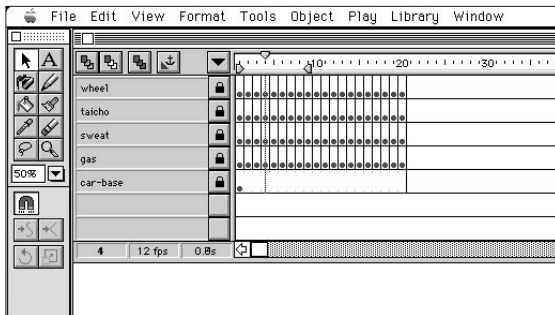 File Edit View Format Tools Object Play Library Window
A
10 20 30
wheel
taicho
sweat
gas
50%
car-base
S
4 12 fps 0.0s